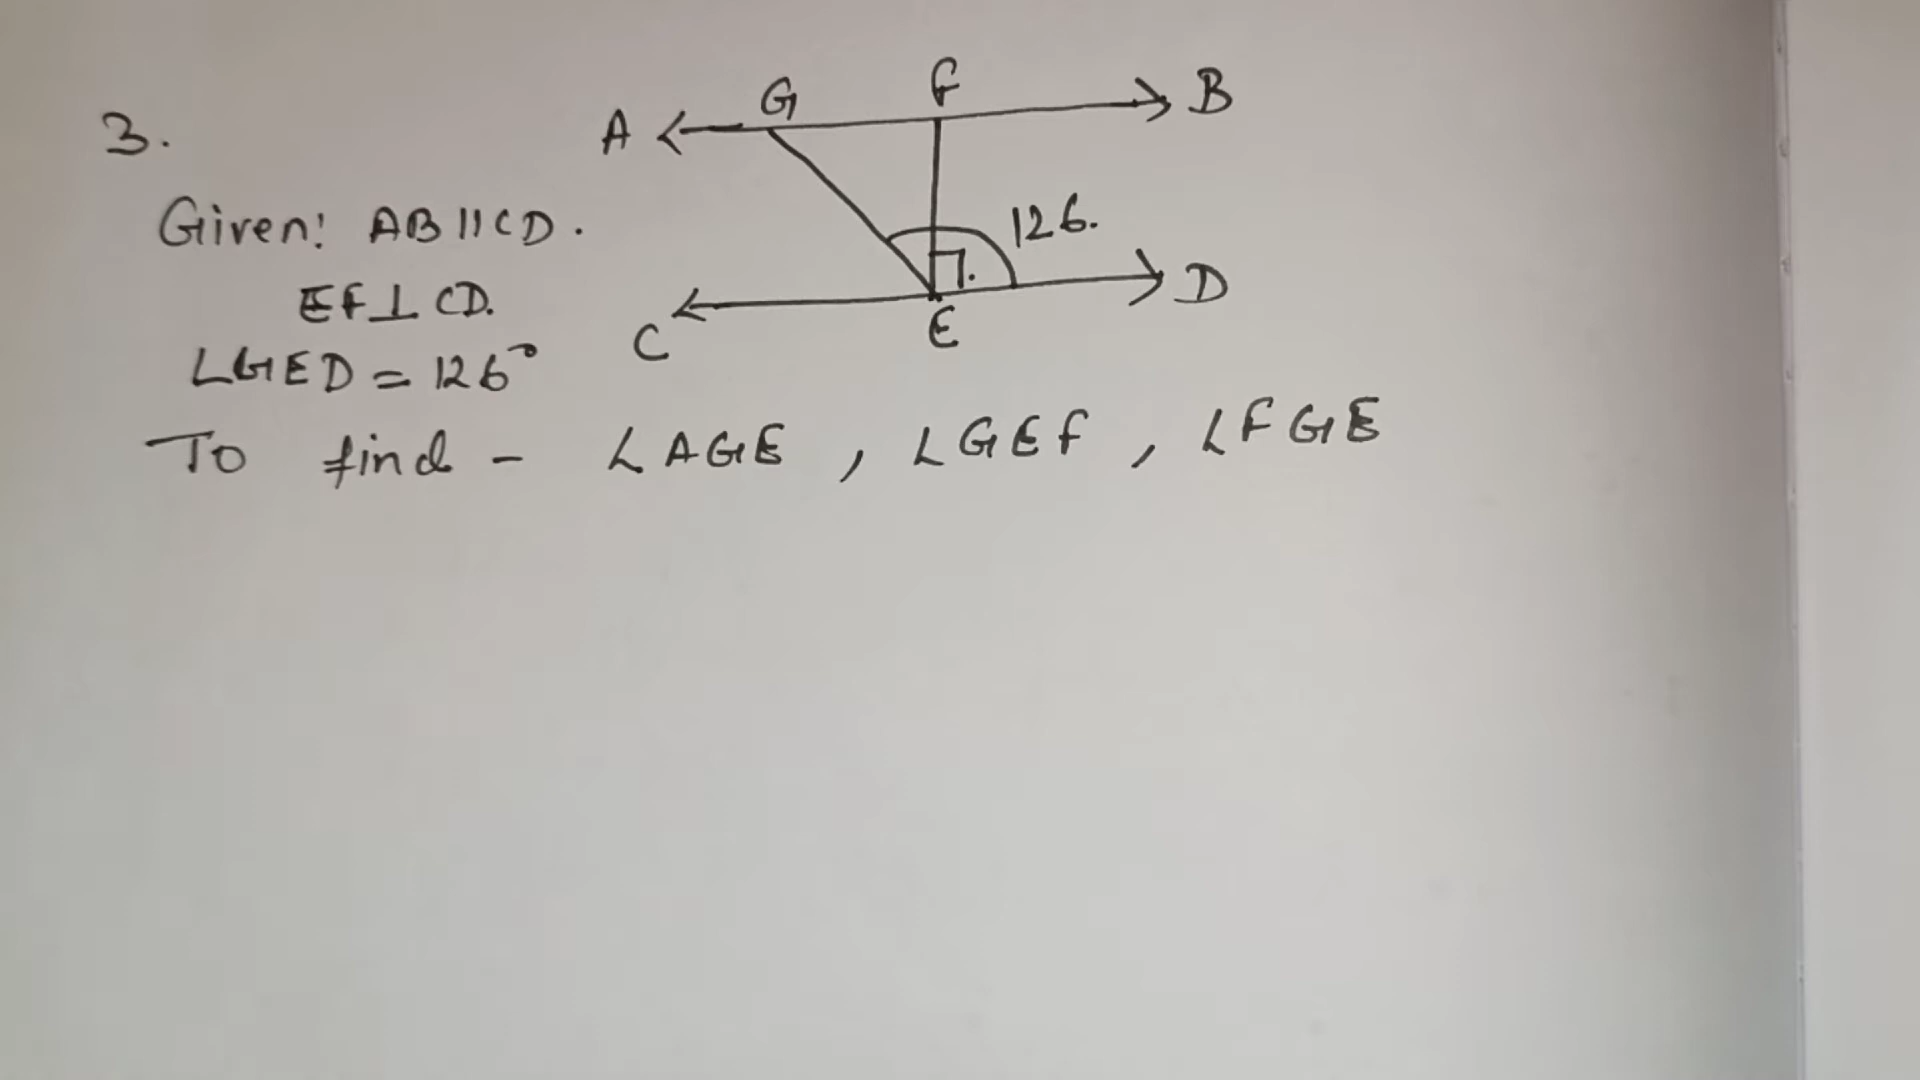 3.
G F
A B
126.
C E D
Given: AB || CD.
EF ⊥ CD.
∠GED = 126°
To find - ∠AGE, ∠GEF, ∠FGE